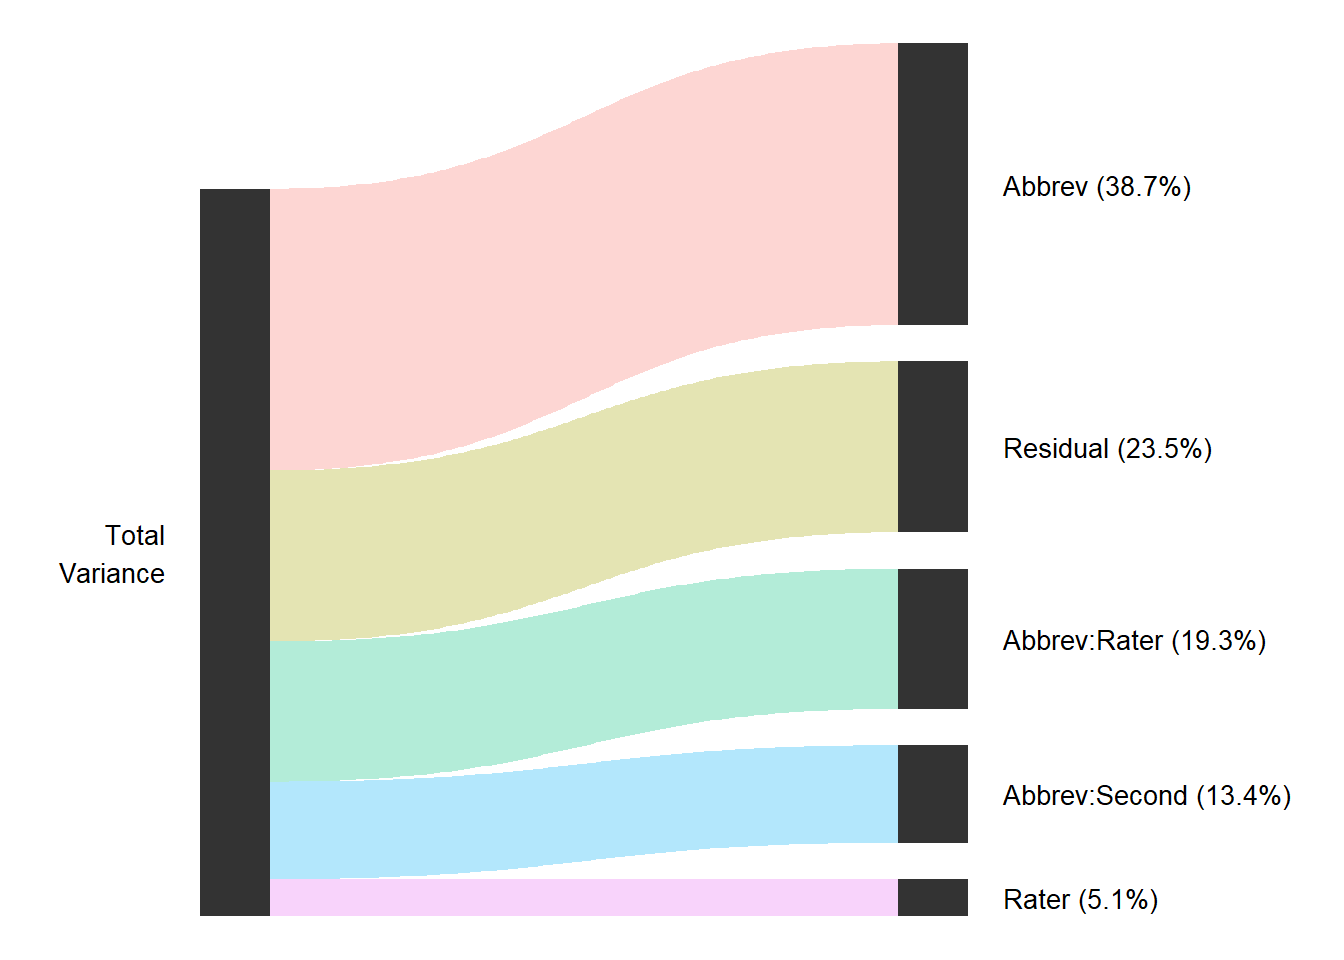 Abbrev (38.7%)
Residual (23.5%)
Total
Variance
Abbrev:Rater (19.3%)
Abbrev:Second (13.4%)
Rater (5.1%)